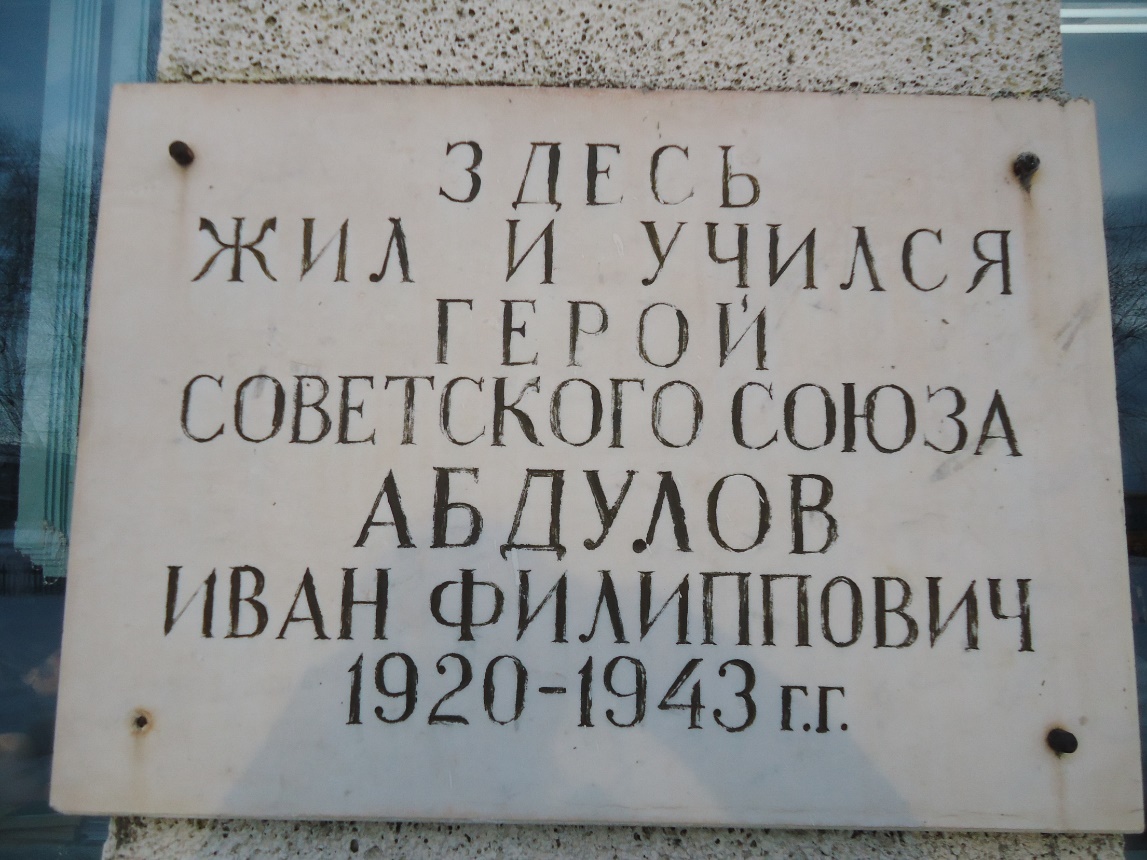 ЗДЕСЬ
ЖИЛ И УЧИЛСЯ
ГЕРОЙ
СОВЕТСКОГО СОЮЗА
АБДУЛОВ
ИВАН ФИЛИППОВИЧ
1920-1943 г.г.